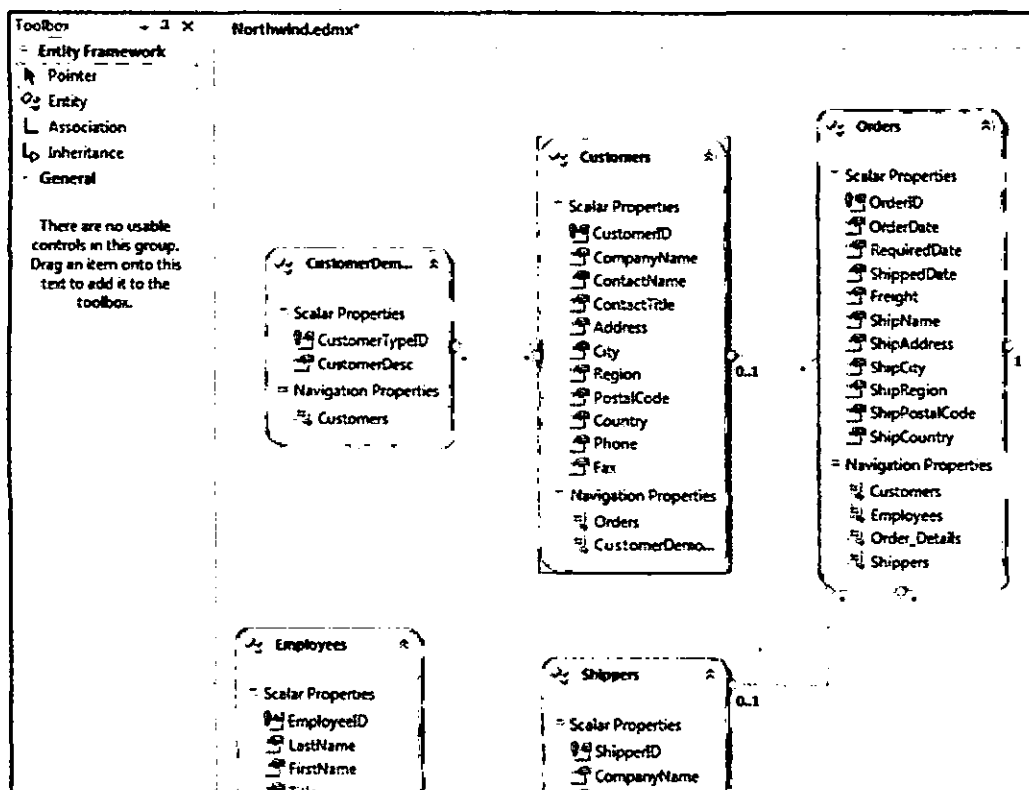 Toolbox
Northwind.edmx*
Entity Framework
Pointer
Entity
Association
Inheritance
General
There are no usable
controls in this group.
Drag an item onto this
text to add it to the
toolbox.
CustomerDem...
Scalar Properties
CustomerTypeID
CustomerDesc
Navigation Properties
Customers
*
*
Customers
Scalar Properties
CustomerID
CompanyName
ContactName
ContactTitle
Address
City
Region
PostalCode
Country
Phone
Fax
Navigation Properties
Orders
CustomerDemo...
0..1
*
Orders
Scalar Properties
OrderID
OrderDate
RequiredDate
ShippedDate
Freight
ShipName
ShipAddress
ShipCity
ShipRegion
ShipPostalCode
ShipCountry
Navigation Properties
Customers
Employees
Order_Details
Shippers
1
*
*
Employees
Scalar Properties
EmployeeID
LastName
FirstName
Shippers
0..1
Scalar Properties
ShipperID
CompanyName